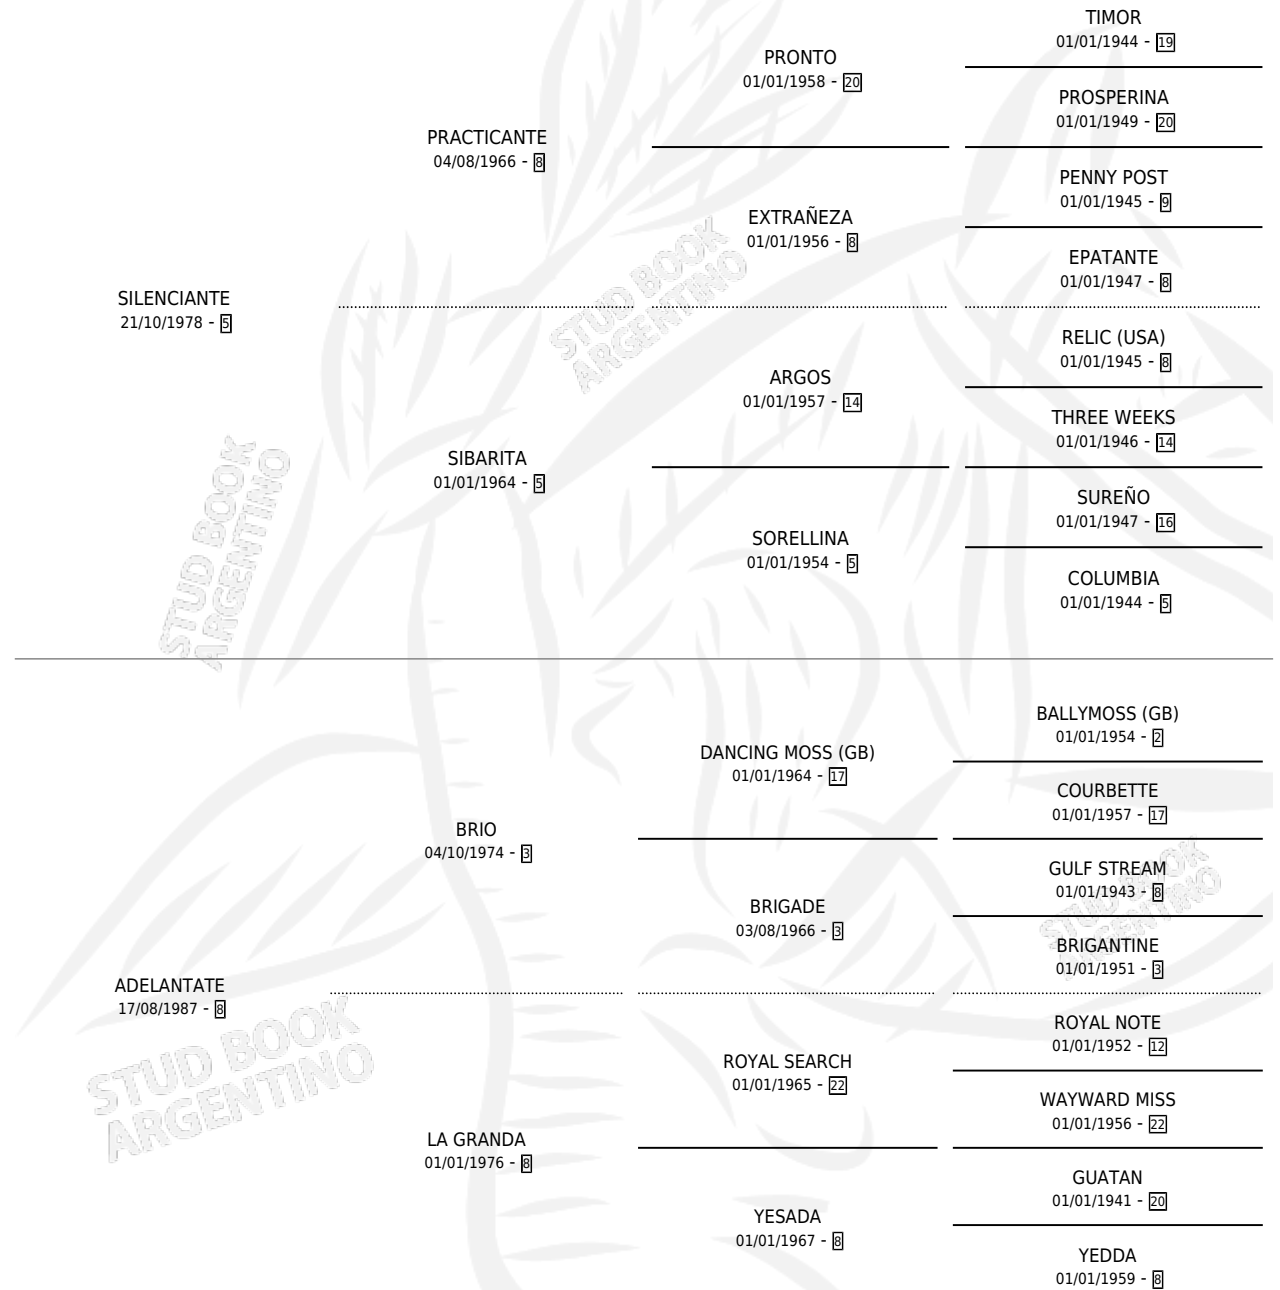 TIMOR
01/01/1944 - 19
PRONTO
01/01/1958 - 20
PROSPERINA
01/01/1949 - 20
PRACTICANTE
04/08/1966 - 8
PENNY POST
01/01/1945 - 9
EXTRAÑEZA
01/01/1956 - 8
EPATANTE
01/01/1947 - 8
SILENCIANTE
21/10/1978 - 5
RELIC (USA)
01/01/1945 - 8
ARGOS
01/01/1957 - 14
THREE WEEKS
01/01/1946 - 14
SIBARITA
01/01/1964 - 5
SUREÑO
01/01/1947 - 16
SORELLINA
01/01/1954 - 5
COLUMBIA
01/01/1944 - 5
BALLYMOSS (GB)
01/01/1954 - 2
DANCING MOSS (GB)
01/01/1964 - 17
COURBETTE
01/01/1957 - 17
BRIO
04/10/1974 - 3
GULF STREAM
01/01/1943 - 8
BRIGADE
03/08/1966 - 3
BRIGANTINE
01/01/1951 - 3
ADELANTATE
17/08/1987 - 8
ROYAL NOTE
01/01/1952 - 12
ROYAL SEARCH
01/01/1965 - 22
WAYWARD MISS
01/01/1956 - 22
LA GRANDA
01/01/1976 - 8
GUATAN
01/01/1941 - 20
YESADA
01/01/1967 - 8
YEDDA
01/01/1959 - 8
STUD BOOK
ARGENTINO
STUD BOOK
ARGENTINO
STUD BOOK
ARGENTINO
STUD BOOK
ARGENTINO